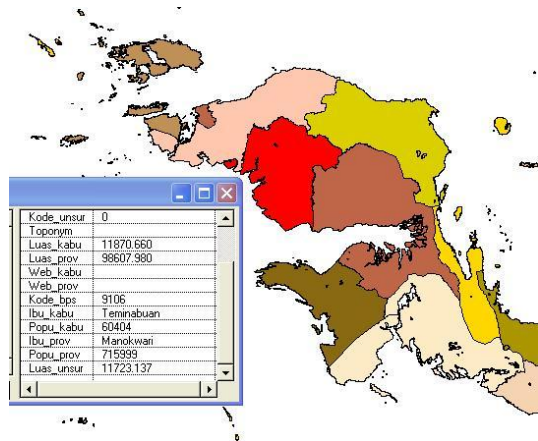 Kode_unsur 0
Toponym
Luas_kabu 11870.660
Luas_prov 98607.980
Web_kabu
Web_prov
Kode_bps 9106
Ibu_kabu Teminabuan
Popu_kabu 60404
Ibu_prov Manokwari
Popu_prov 715999
Luas_unsur 11723.137